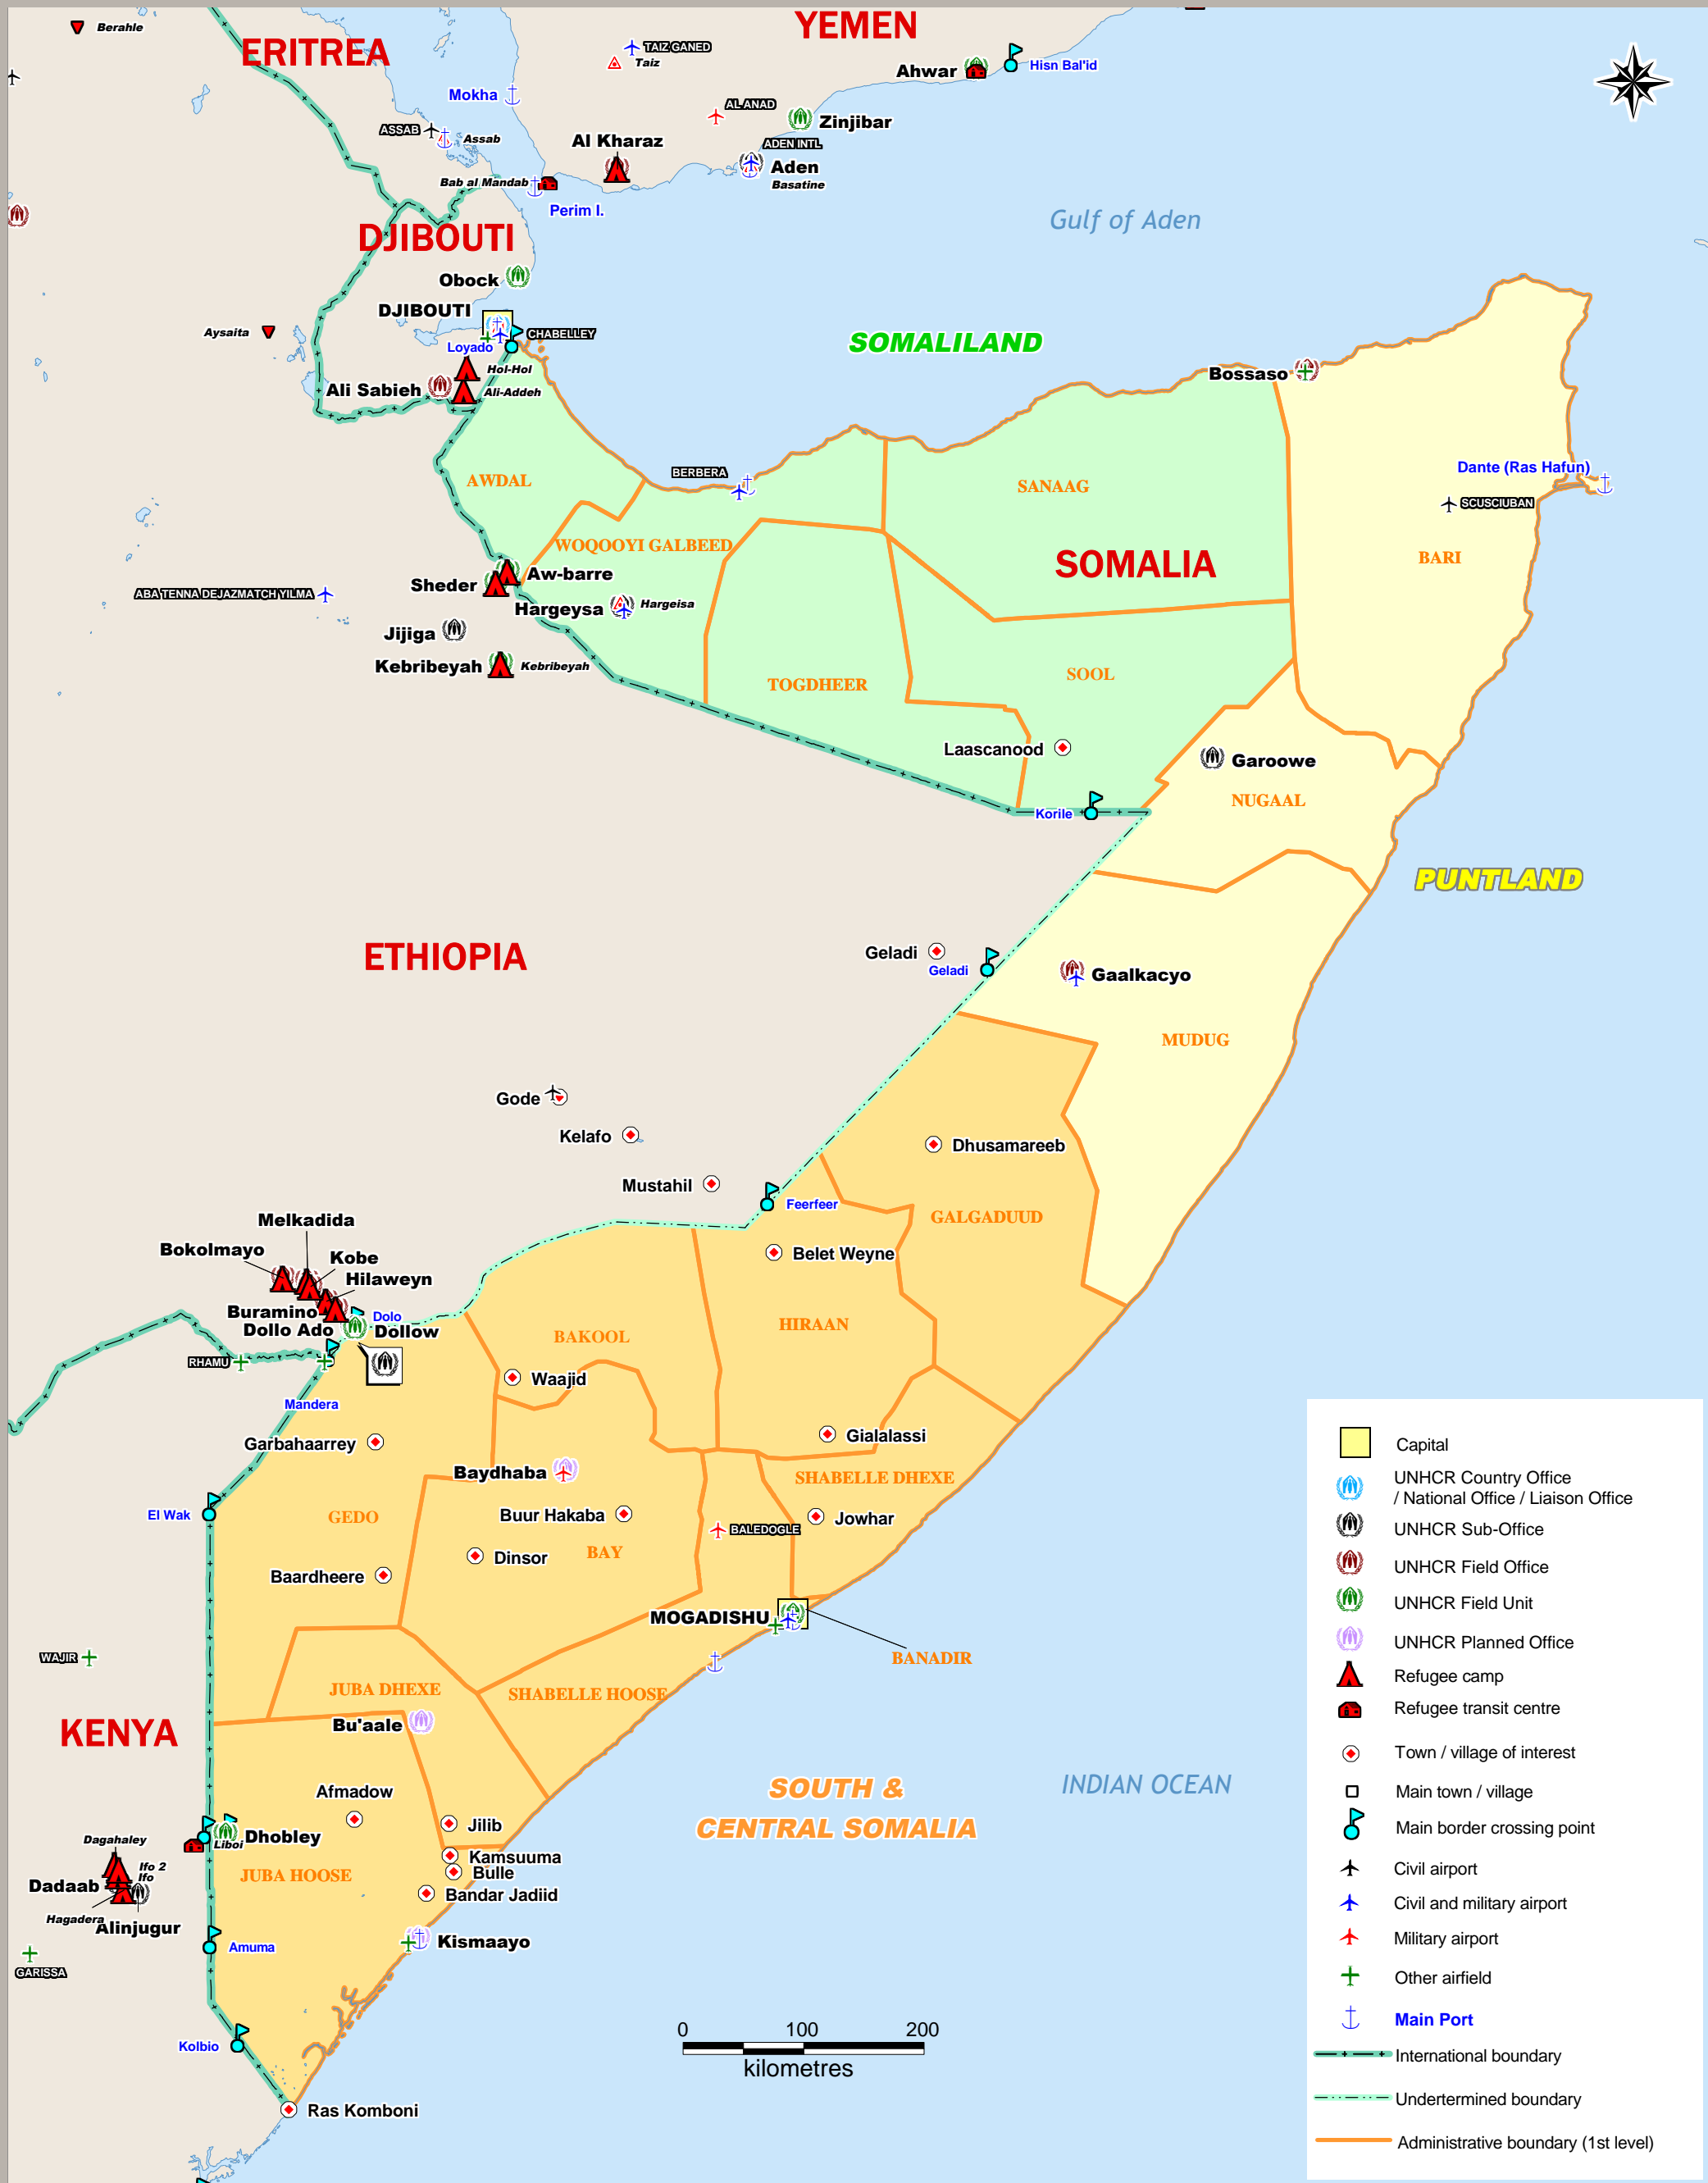 Berahle
ERITREA
YEMEN
TAIZ GANED
Taiz
Ahwar
Hisn Bal'id
Mokha
AL ANAD
Zinjibar
ASSAB
Assab
Al Kharaz
ADEN INTL
Aden
Basatine
Bab al Mandab
Perim I.
Gulf of Aden
DJIBOUTI
Obock
DJIBOUTI
CHABELLEY
Loyado
Aysaita
SOMALILAND
Hol-Hol
Bossaso
Ali Sabieh
Ali-Addeh
Dante (Ras Hafun)
BERBERA
AWDAL
SANAAG
SCUSCIUBAN
WOQOOYI GALBEED
SOMALIA
BARI
Aw-barre
Sheder
ABA TENNA DEJAZMATCH YILMA
Hargeysa
Hargeisa
Jijiga
Kebribeyah
Kebribeyah
TOGDHEER
SOOL
Laascanood
Garoowe
NUGAAL
Korile
PUNTLAND
ETHIOPIA
Geladi
Geladi
Gaalkacyo
MUDUG
Gode
Kelafo
Dhusamareeb
Mustahil
Feerfeer
GALGADUUD
Melkadida
Bokolmayo
Kobe
Belet Weyne
Hilaweyn
Buramino
Dolo
Dollo Ado
Dollow
HIRAAN
BAKOOL
RHAMU
Waajid
Mandera
Garbahaarrey
Gialalassi
Baydhaba
SHABELLE DHEXE
El Wak
GEDO
Buur Hakaba
Jowhar
BALEDOGLE
BAY
Dinsor
Baardheere
MOGADISHU
WAJIR
BANADIR
JUBA DHEXE
SHABELLE HOOSE
KENYA
Bu'aale
Afmadow
SOUTH &
CENTRAL SOMALIA
INDIAN OCEAN
Jilib
Dhobley
Liboi
Dagahaley
Kamsuuma
Ifo 2
Ifo
Bulle
JUBA HOOSE
Dadaab
Bandar Jadiid
Hagadera
Alinjugur
Kismaayo
Amuma
GARISSA
Kolbio
Ras Komboni
0 100 200
kilometres
Capital
UNHCR Country Office
/ National Office / Liaison Office
UNHCR Sub-Office
UNHCR Field Office
UNHCR Field Unit
UNHCR Planned Office
Refugee camp
Refugee transit centre
Town / village of interest
Main town / village
Main border crossing point
Civil airport
Civil and military airport
Military airport
Other airfield
Main Port
International boundary
Undertermined boundary
Administrative boundary (1st level)